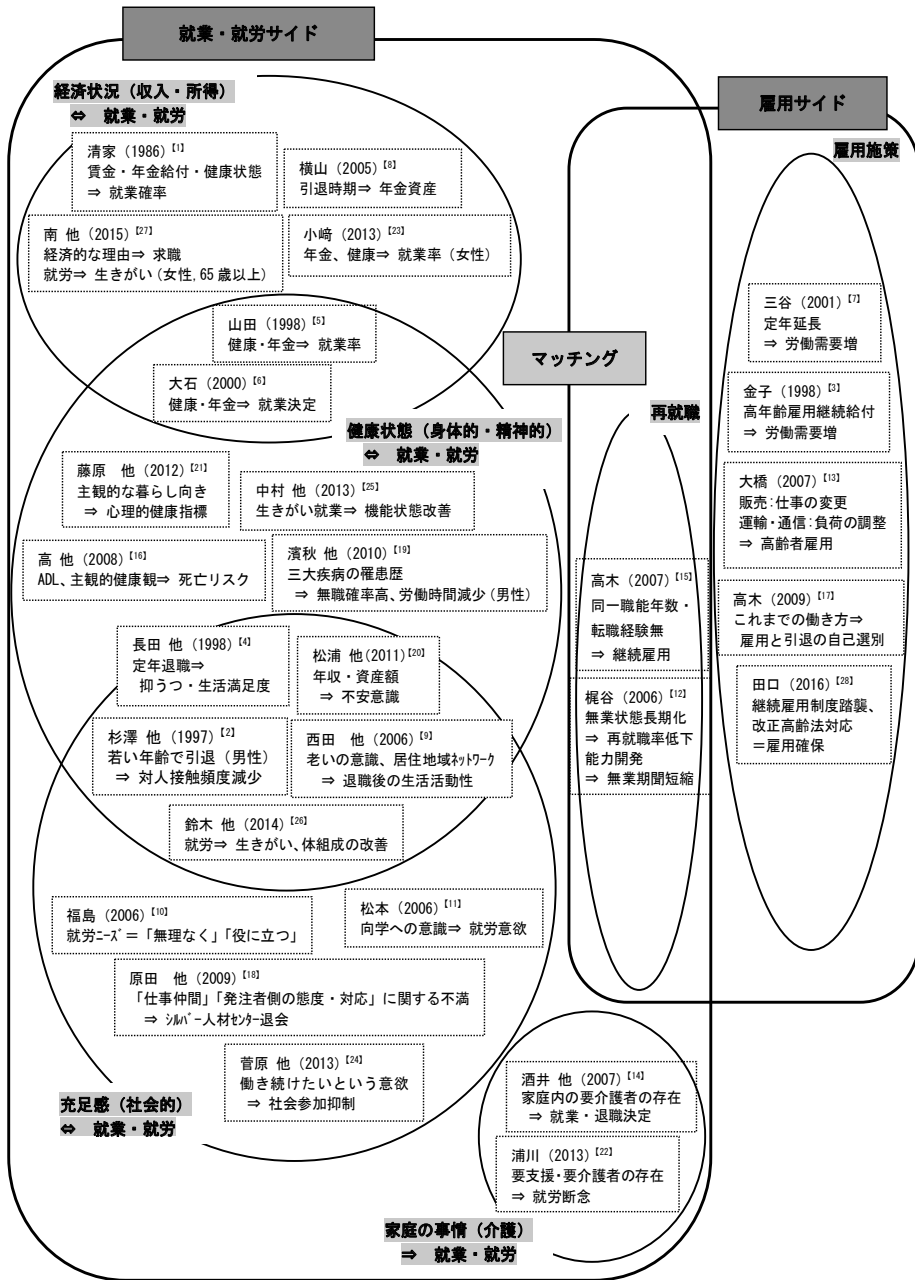 就業・就労サイド
経済状況（収入・所得）
⇔ 就業・就労
清家（1986）【1】
賃金・年金給付・健康状態
⇒ 就業確率
横山（2005）【8】
引退時期⇒ 年金資産
南 他（2015）【27】
経済的な理由⇒ 求職
就労⇒ 生きがい（女性,65歳以上）
小﨑（2013）【23】
年金、健康⇒ 就業率（女性）
山田（1998）【5】
健康・年金⇒ 就業率
大石（2000）【6】
健康・年金⇒ 就業決定
健康状態（身体的・精神的）
⇔ 就業・就労
藤原 他（2012）【21】
主観的な暮らし向き
⇒ 心理的健康指標
中村 他（2013）【25】
生きがい就業⇒ 機能状態改善
高 他（2008）【16】
ADL、主観的健康観⇒ 死亡リスク
濱秋 他（2010）【19】
三大疾病の罹患歴
⇒ 無職確率高、労働時間減少（男性）
長田 他（1998）【4】
定年退職⇒
抑うつ・生活満足度
松浦 他（2011）【20】
年収・資産額
⇒ 不安意識
杉澤 他（1997）【2】
若い年齢で引退（男性）
⇒ 対人接触頻度減少
西田 他（2006）【9】
老いの意識、居住地域ﾈｯﾄﾜｰｸ
⇒ 退職後の生活活動性
鈴木 他（2014）【26】
就労⇒ 生きがい、体組成の改善
福島（2006）【10】
就労ﾆｰｽﾞ＝「無理なく」「役に立つ」
松本（2006）【11】
向学への意識⇒ 就労意欲
原田 他（2009）【18】
「仕事仲間」「発注者側の態度・対応」に関する不満
⇒ ｼﾙﾊﾞｰ人材ｾﾝﾀｰ退会
菅原 他（2013）【24】
働き続けたいという意欲
⇒ 社会参加抑制
充足感（社会的）
⇔ 就業・就労
酒井 他（2007）【14】
家庭内の要介護者の存在
⇒ 就業・退職決定
浦川（2013）【22】
要支援・要介護者の存在
⇒ 就労断念
家庭の事情（介護）
⇒ 就業・就労
マッチング
再就職
高木（2007）【15】
同一職能年数・
転職経験無
⇒ 継続雇用
梶谷（2006）【12】
無業状態長期化
⇒ 再就職率低下
能力開発
⇒ 無業期間短縮
雇用サイド
雇用施策
三谷（2001）【7】
定年延長
⇒ 労働需要増
金子（1998）【3】
高年齢雇用継続給付
⇒ 労働需要増
大橋（2007）【13】
販売：仕事の変更
運輸・通信：負荷の調整
⇒ 高齢者雇用
高木（2009）【17】
これまでの働き方⇒
雇用と引退の自己選別
田口（2016）【28】
継続雇用制度踏襲、
改正高齢法対応
＝雇用確保